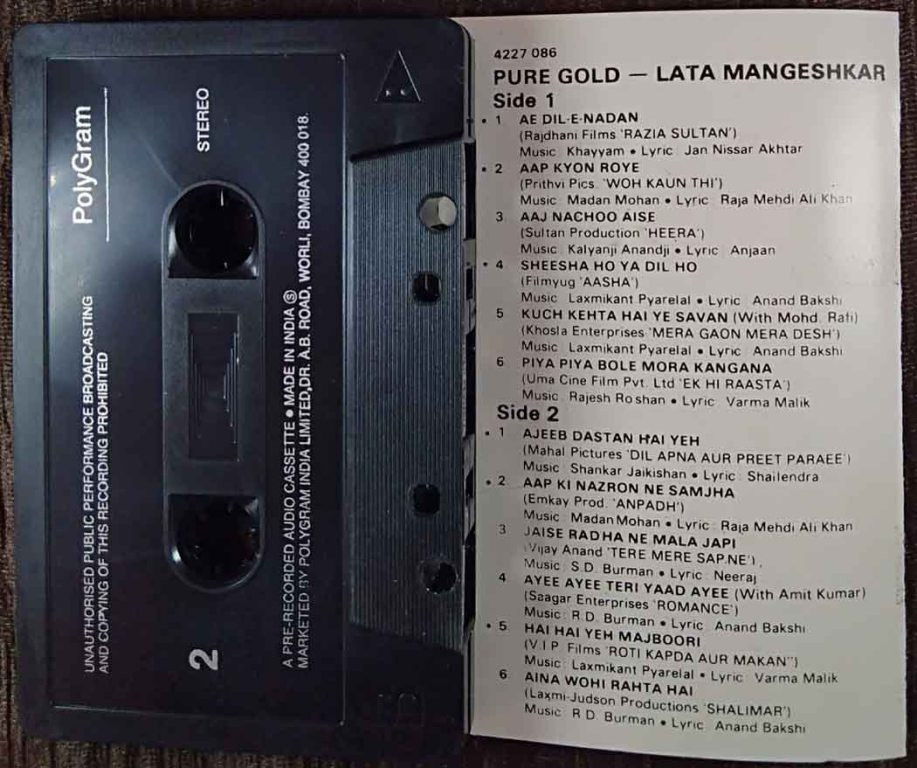 PolyGram
STEREO
UNAUTHORISED PUBLIC PERFORMANCE BROADCASTING
AND COPYING OF THIS RECORDING PROHIBITED
2
A PRE-RECORDED AUDIO CASSETTE • MADE IN INDIA Ⓢ
MARKETED BY POLYGRAM INDIA LIMITED,DR. A.B. ROAD, WORLI, BOMBAY 400 018.
4227 086
PURE GOLD — LATA MANGESHKAR
Side 1
• 1 AE DIL-E-NADAN
(Rajdhani Films 'RAZIA SULTAN')
Music: Khayyam • Lyric: Jan Nissar Akhtar
• 2 AAP KYON ROYE
(Prithvi Pics. 'WOH KAUN THI')
Music: Madan Mohan • Lyric: Raja Mehdi Ali Khan
3 AAJ NACHOO AISE
(Sultan Production 'HEERA')
Music: Kalyanji Anandji • Lyric: Anjaan
• 4 SHEESHA HO YA DIL HO
(Filmyug 'AASHA')
Music: Laxmikant Pyarelal • Lyric: Anand Bakshi
5 KUCH KEHTA HAI YE SAVAN (With Mohd. Rafi)
(Khosla Enterprises 'MERA GAON MERA DESH')
Music: Laxmikant Pyarelal • Lyric: Anand Bakshi
6 PIYA PIYA BOLE MORA KANGANA
(Uma Cine Film Pvt. Ltd 'EK HI RAASTA')
Music: Rajesh Roshan • Lyric: Varma Malik
Side 2
• 1 AJEEB DASTAN HAI YEH
(Mahal Pictures 'DIL APNA AUR PREET PARAEE')
Music: Shankar Jaikishan • Lyric: Shailendra
• 2 AAP KI NAZRON NE SAMJHA
(Emkay Prod. 'ANPADH')
Music: Madan Mohan • Lyric: Raja Mehdi Ali Khan
3 JAISE RADHA NE MALA JAPI
(Vijay Anand 'TERE MERE SAPNE')
Music: S.D. Burman • Lyric: Neeraj
4 AYEE AYEE TERI YAAD AYEE (With Amit Kumar)
(Saagar Enterprises 'ROMANCE')
Music: R.D. Burman • Lyric: Anand Bakshi
• 5 HAI HAI YEH MAJBOORI
(V.I.P. Films 'ROTI KAPDA AUR MAKAN'')
Music: Laxmikant Pyarelal • Lyric: Varma Malik
6 AINA WOHI RAHTA HAI
(Laxmi-Judson Productions 'SHALIMAR')
Music: R.D. Burman • Lyric: Anand Bakshi